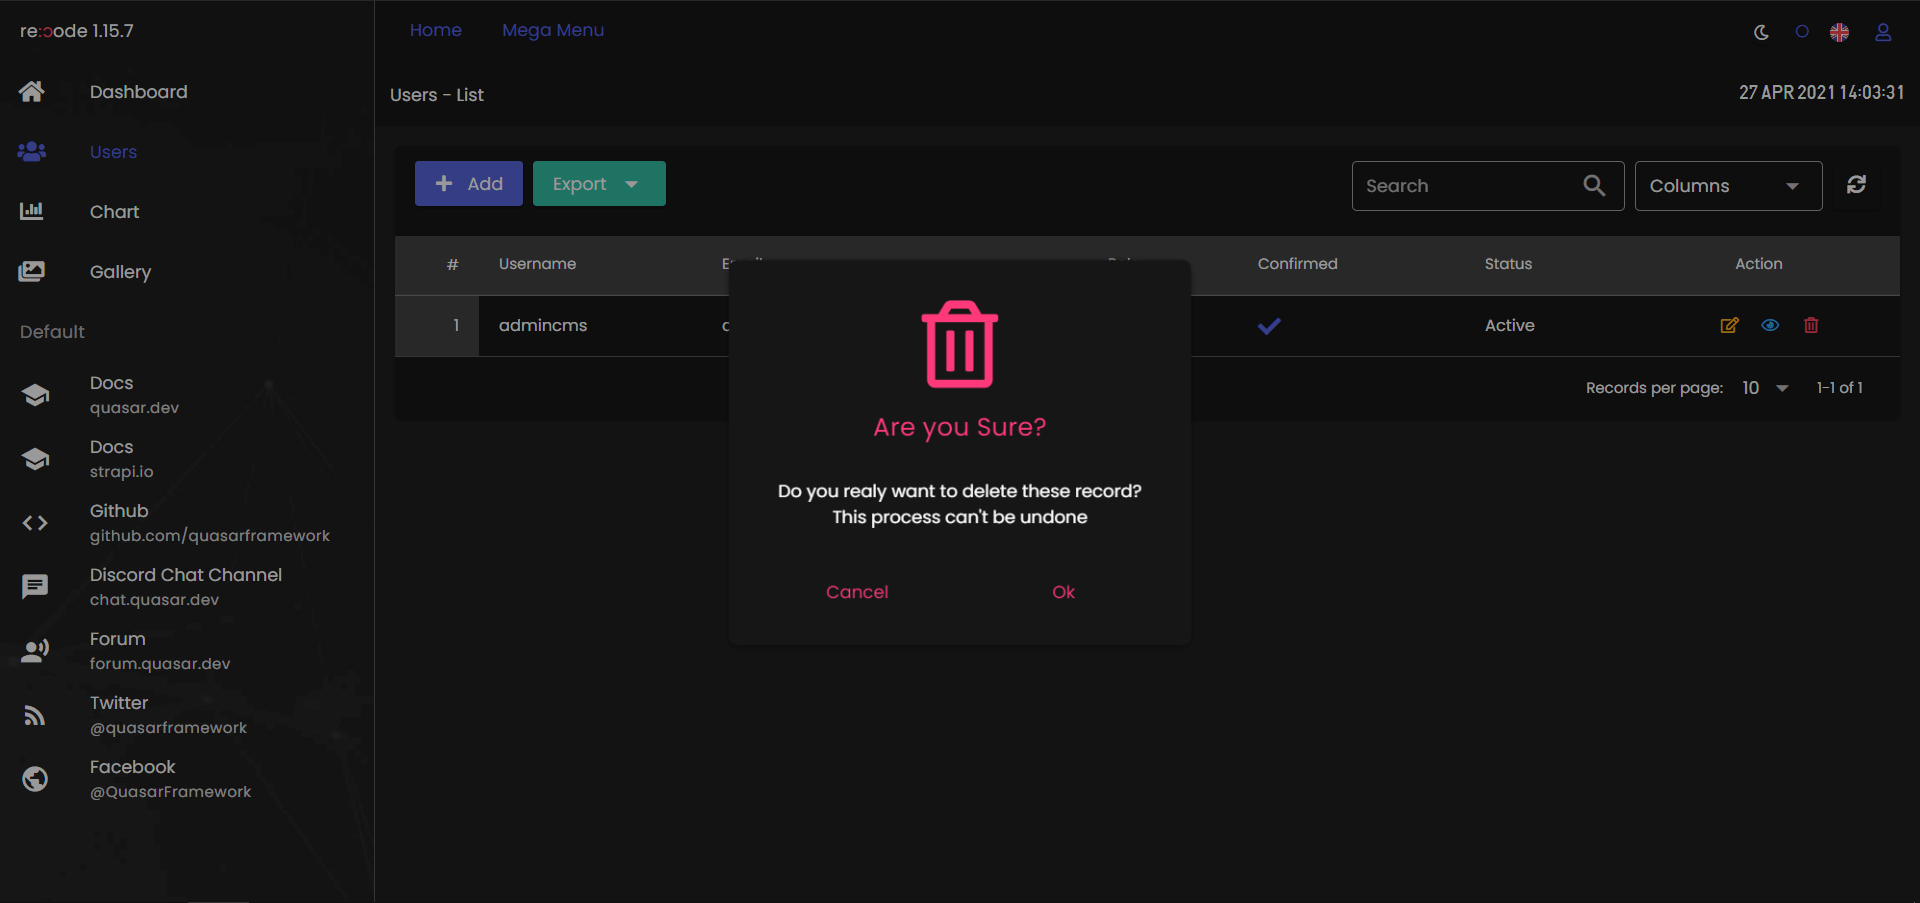 re:ɔode 1.15.7
Home Mega Menu
Dashboard
Users - List
27 APR 2021 14:03:31
Users
Chart
Gallery
Default
Docs
quasar.dev
Docs
strapi.io
Github
github.com/quasarframework
Discord Chat Channel
chat.quasar.dev
Forum
forum.quasar.dev
Twitter
@quasarframework
Facebook
@QuasarFramework
Add Export Search Columns
# Username Confirmed Status Action
1 admincms Active
Records per page: 10 1-1 of 1
Are you Sure?
Do you realy want to delete these record?
This process can't be undone
Cancel Ok